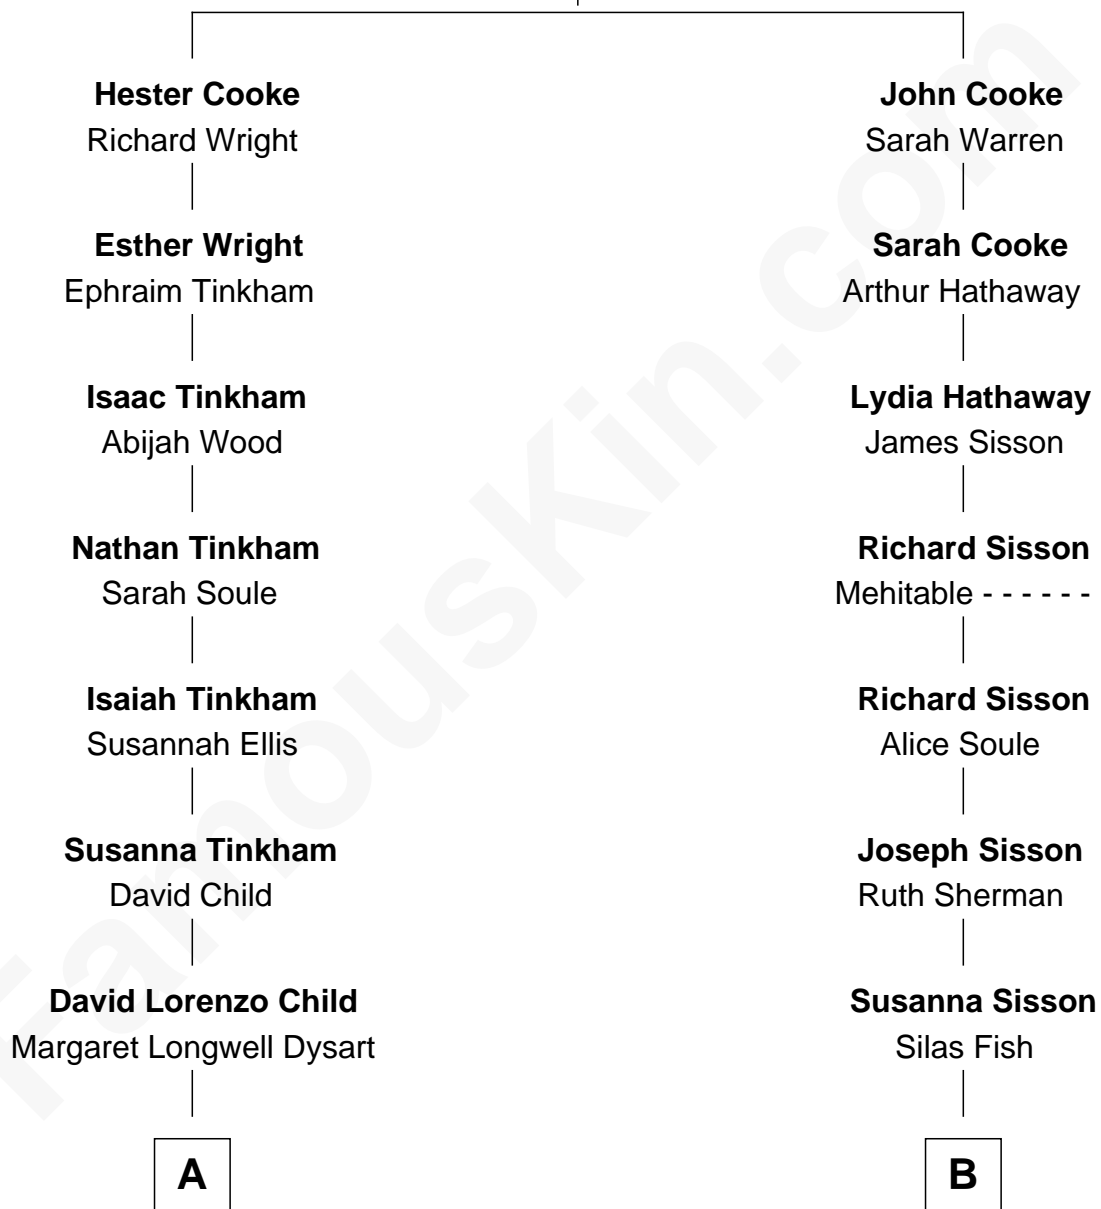 Hester Cooke
Richard Wright
Esther Wright
Ephraim Tinkham
Isaac Tinkham
Abijah Wood
Nathan Tinkham
Sarah Soule
Isaiah Tinkham
Susannah Ellis
Susanna Tinkham
David Child
David Lorenzo Child
Margaret Longwell Dysart
A
John Cooke
Sarah Warren
Sarah Cooke
Arthur Hathaway
Lydia Hathaway
James Sisson
Richard Sisson
Mehitable - - - - - -
Richard Sisson
Alice Soule
Joseph Sisson
Ruth Sherman
Susanna Sisson
Silas Fish
B
FamousKin.com